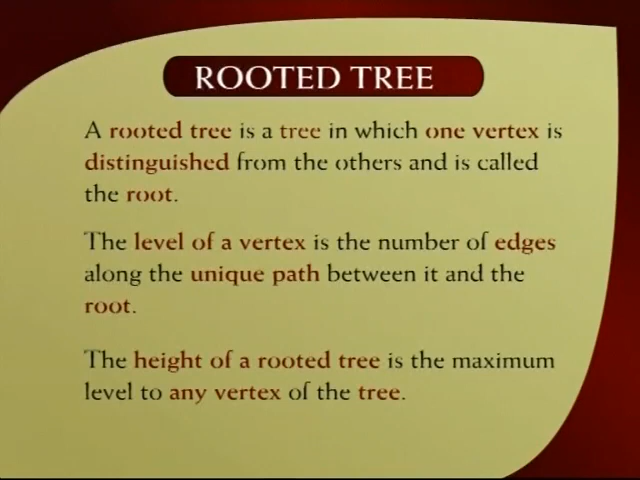 ROOTED TREE
A rooted tree is a tree in which one vertex is
distinguished from the others and is called
the root.
The level of a vertex is the number of edges
along the unique path between it and the
root.
The height of a rooted tree is the maximum
level to any vertex of the tree.